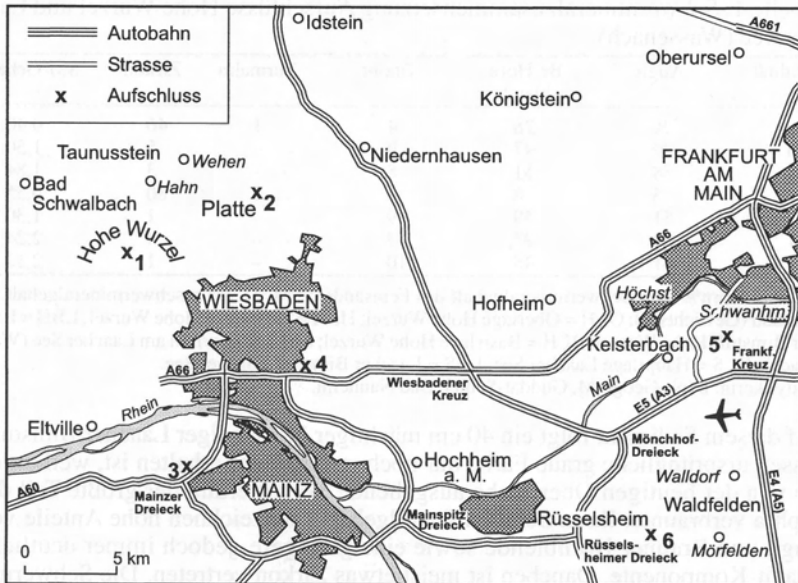 Autobahn
Strasse
x Aufschluss
Idstein
A661
Oberursel
Königstein
Taunusstein
Wehen
Niedernhausen
Bad
Schwalbach
Hahn
Platte
x 2
FRANKFURT
AM
MAIN
Hohe Wurzel
x 1
A66
WIESBADEN
Hofheim
Höchst
Schwanhm.
Kelsterbach
5 x
Frankf.
Kreuz
x 4
A66
Wiesbadener
Kreuz
Main
E5 (A3)
Rhein
Eltville
Mönchhof-
Dreieck
E4 (A5)
Hochheim
a. M.
3 x
A60
Mainzer
Dreieck
MAINZ
Mainspitz
Dreieck
Rüsselsheim
Walldorf
Waldfelden
x 6
Rüssels-
heimer Dreieck
Mörfelden
0
5 km